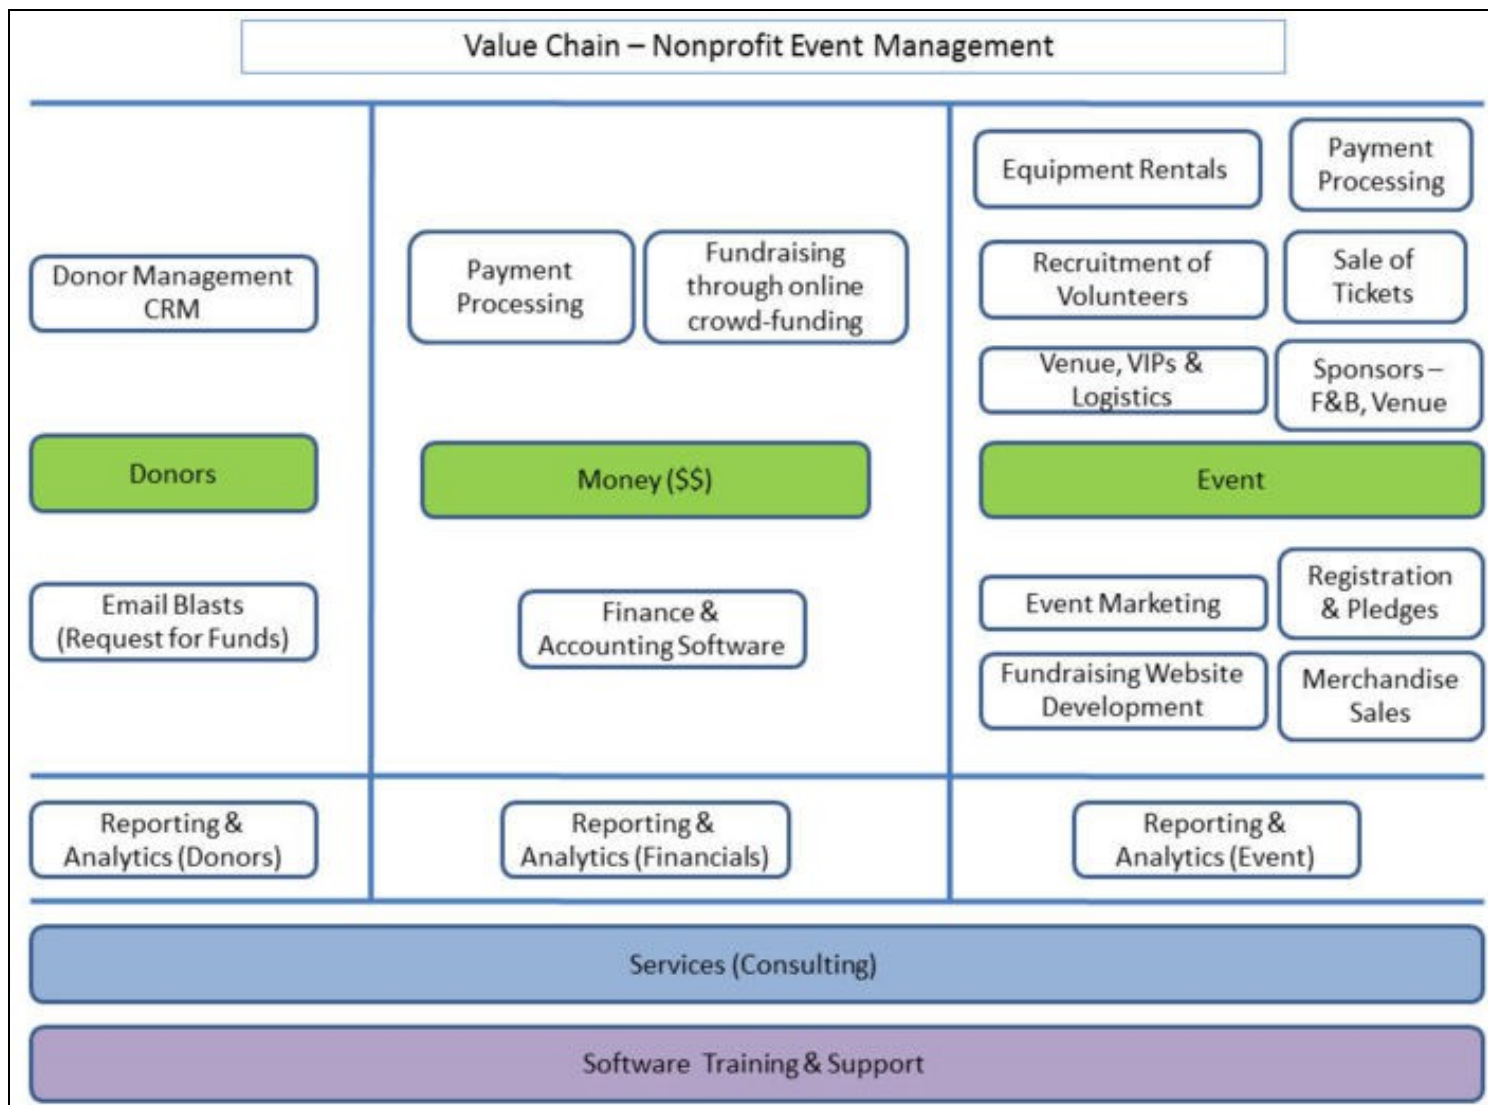 Value Chain – Nonprofit Event Management
Donor Management
CRM
Donors
Email Blasts
(Request for Funds)
Payment
Processing
Fundraising
through online
crowd-funding
Money ($$)
Finance &
Accounting Software
Equipment Rentals
Payment
Processing
Recruitment of
Volunteers
Sale of
Tickets
Venue, VIPs &
Logistics
Sponsors –
F&B, Venue
Event
Event Marketing
Registration
& Pledges
Fundraising Website
Development
Merchandise
Sales
Reporting &
Analytics (Donors)
Reporting &
Analytics (Financials)
Reporting &
Analytics (Event)
Services (Consulting)
Software Training & Support